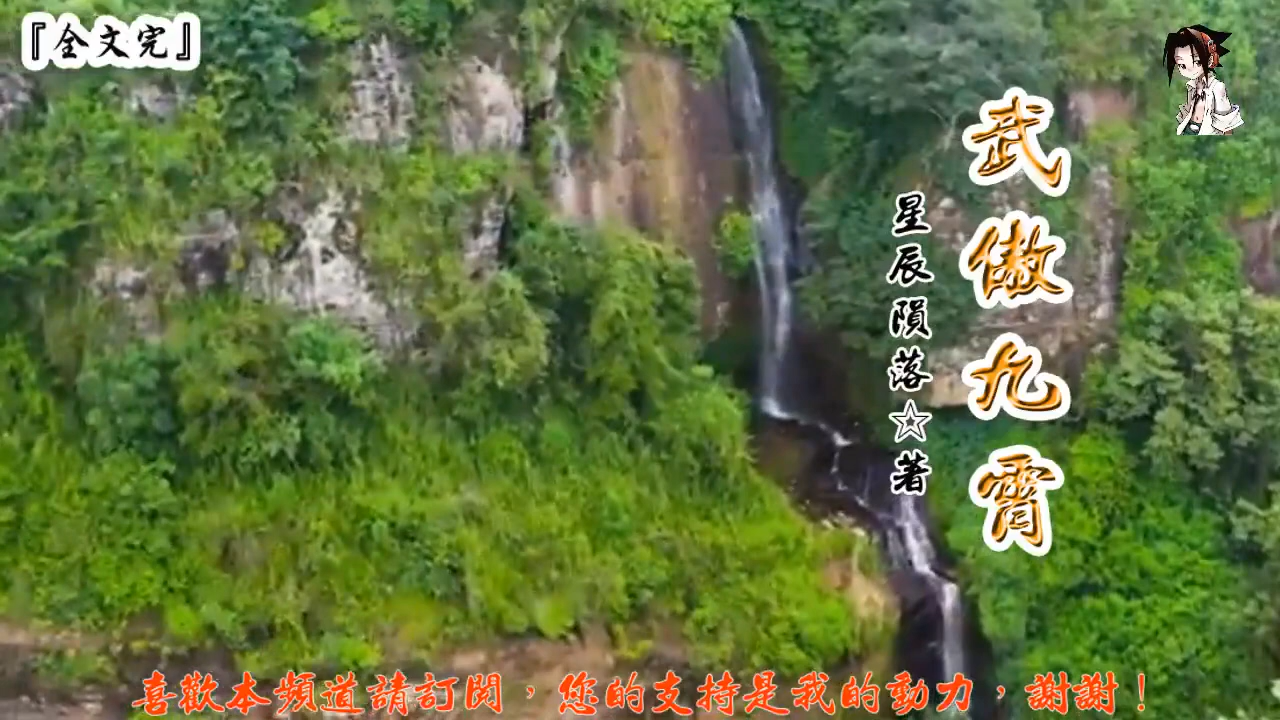 『全文完』
武傲九霄
星辰隕落☆著
喜歡本頻道請訂閱，您的支持是我的動力，謝謝！